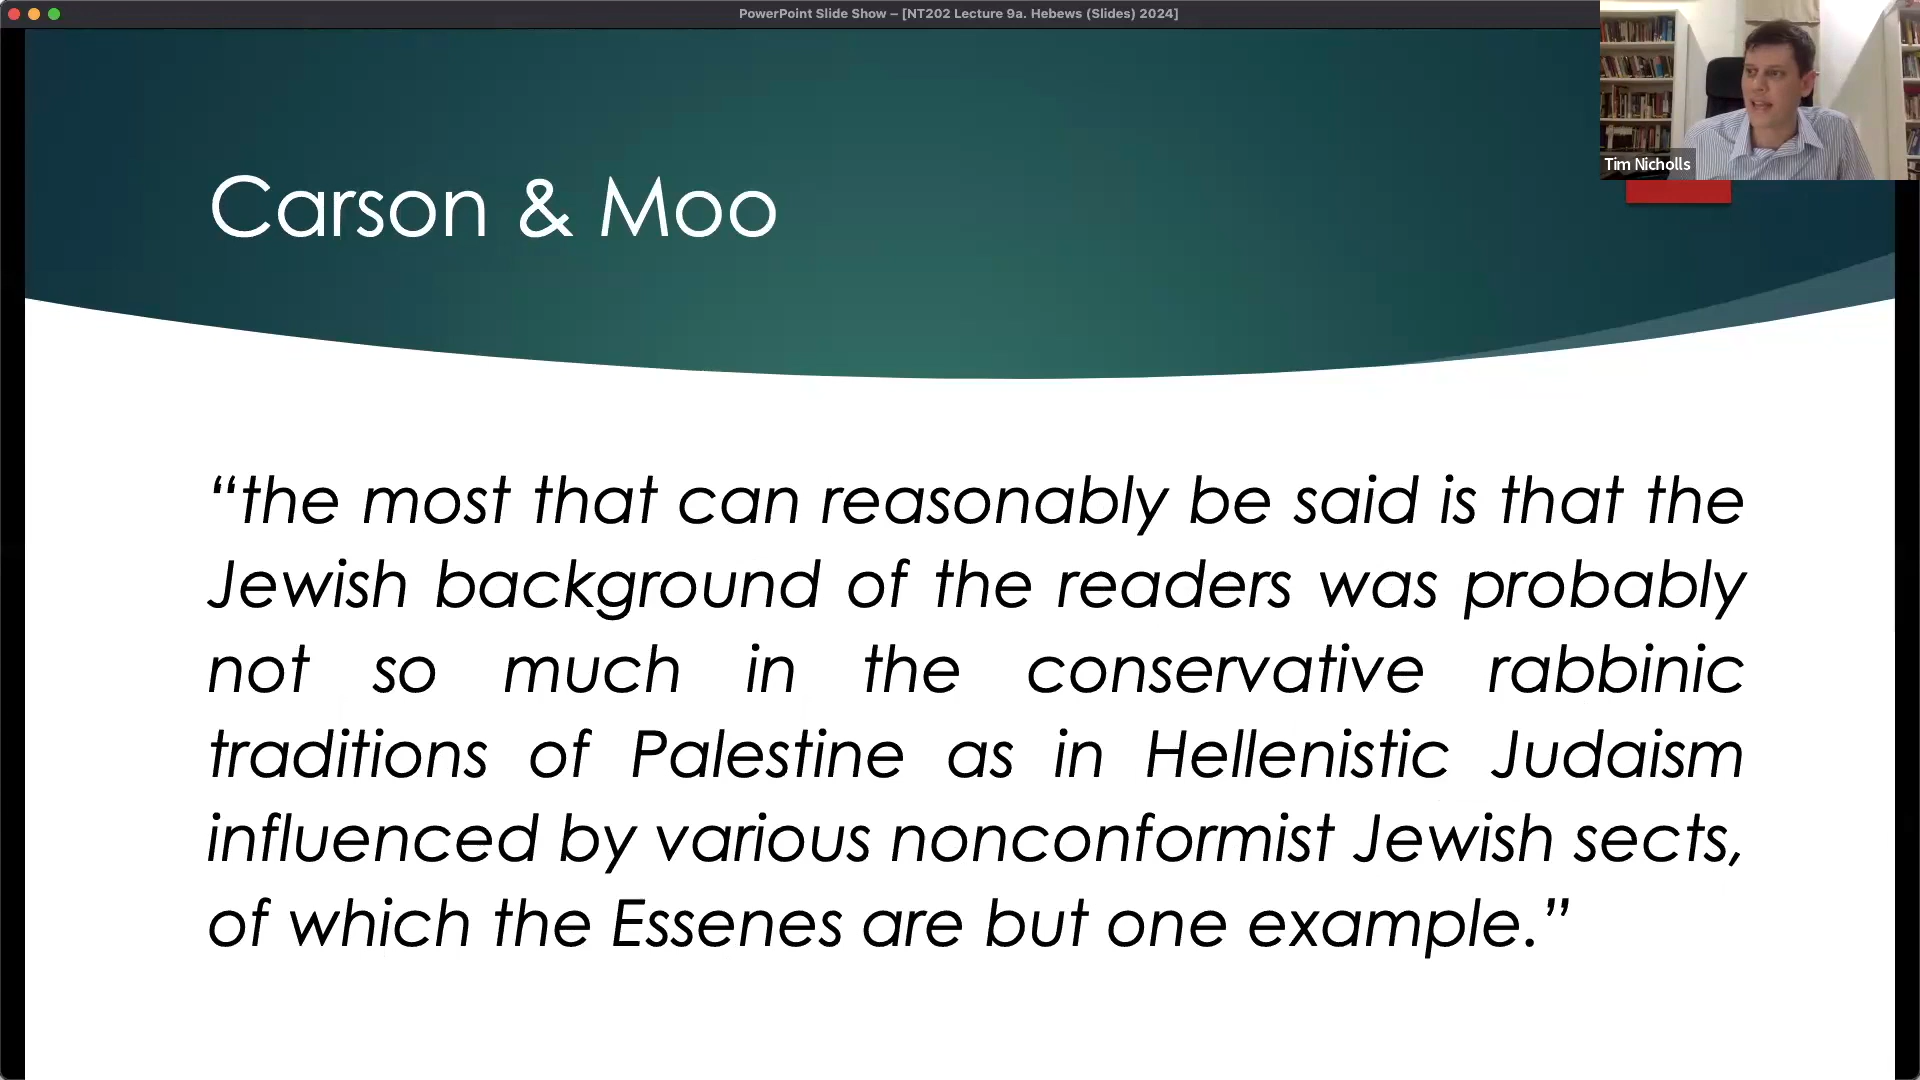 PowerPoint Slide Show – [NT202 Lecture 9a. Hebews (Slides) 2024]
Tim Nicholls
Carson & Moo
“the most that can reasonably be said is that the
Jewish background of the readers was probably
not so much in the conservative rabbinic
traditions of Palestine as in Hellenistic Judaism
influenced by various nonconformist Jewish sects,
of which the Essenes are but one example.”